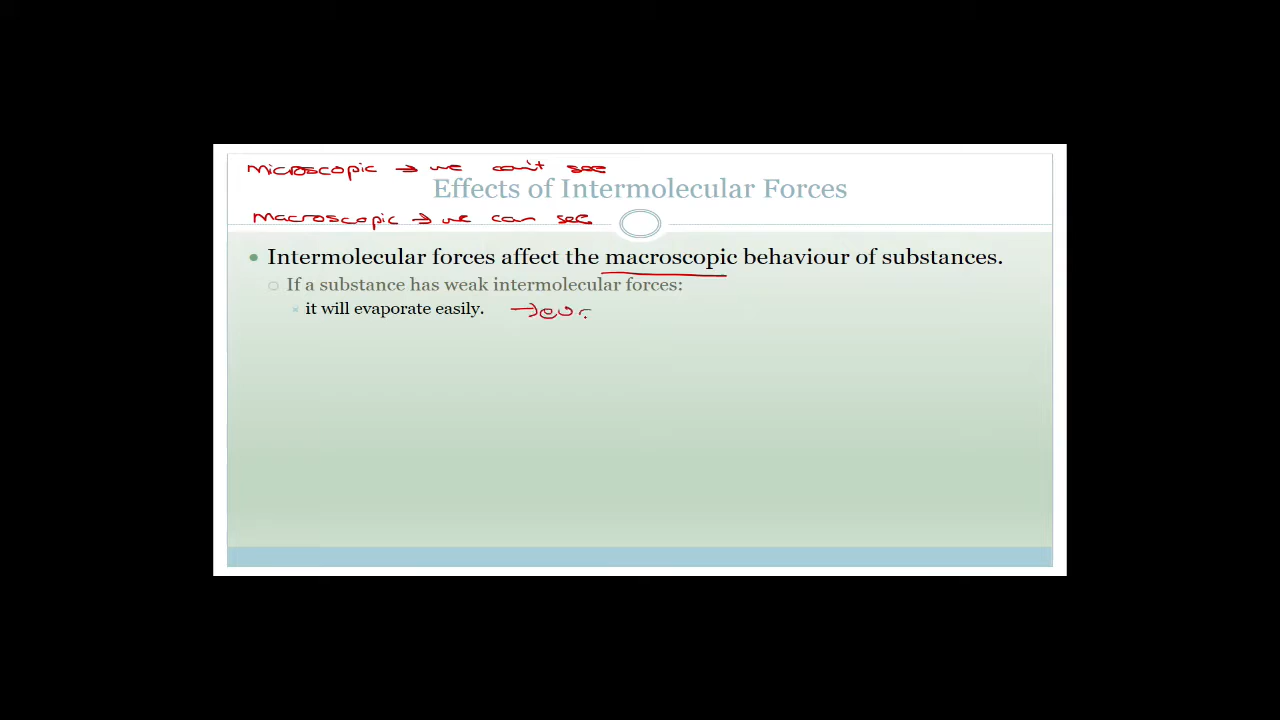 Microscopic → we can't see
Effects of Intermolecular Forces
Macroscopic → we can see
Intermolecular forces affect the macroscopic behaviour of substances.
If a substance has weak intermolecular forces:
it will evaporate easily. →